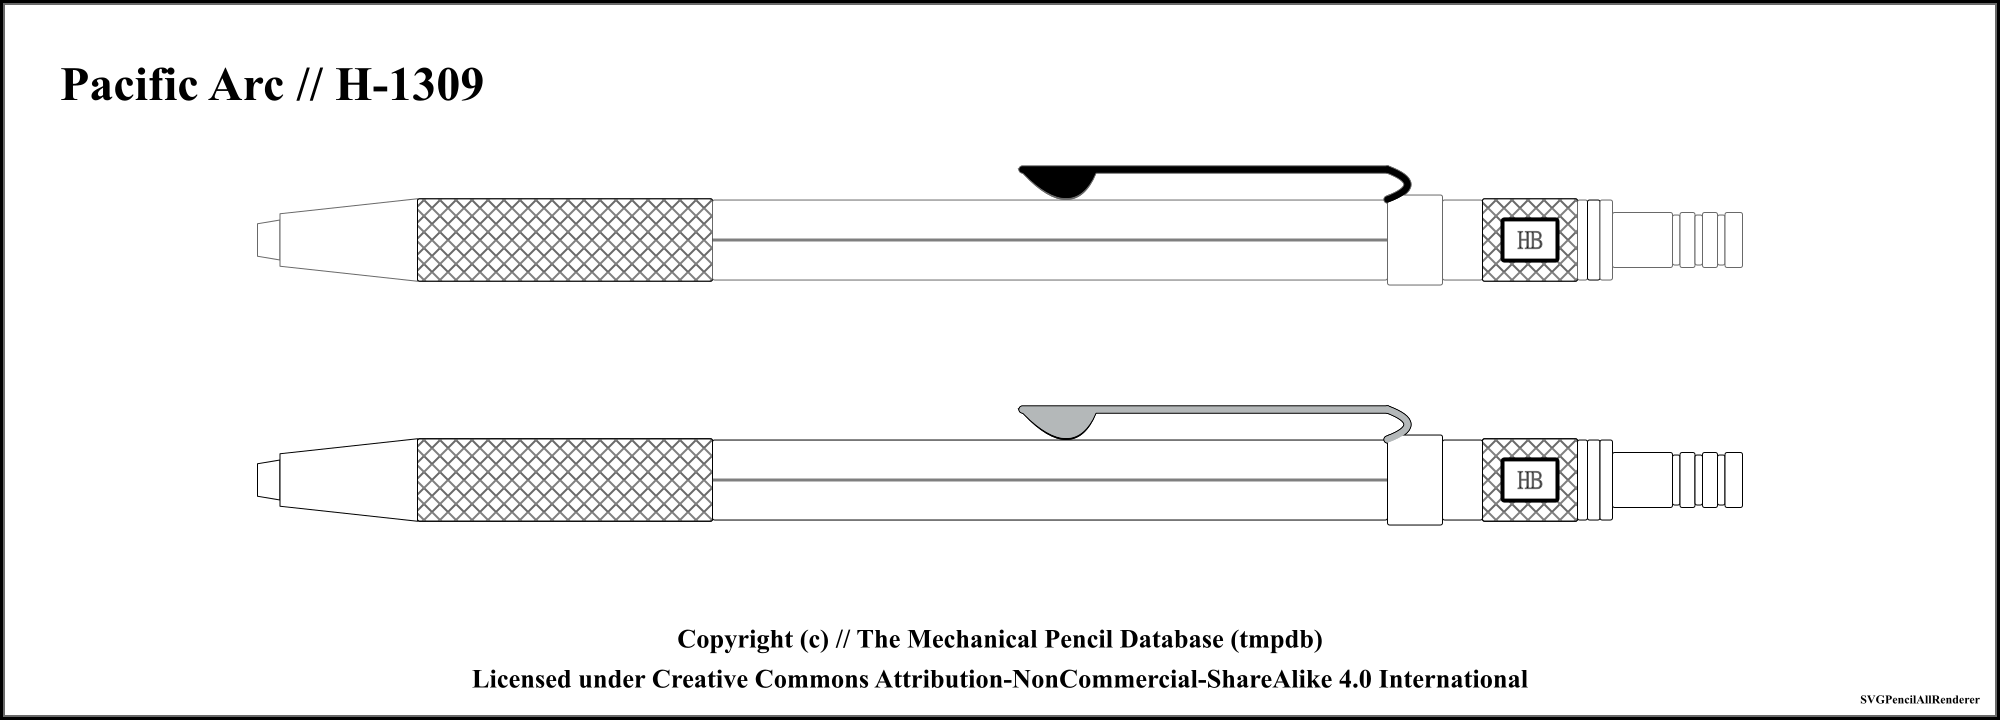 Pacific Arc // H-1309
HB
HB
Copyright (c) // The Mechanical Pencil Database (tmpdb)
Licensed under Creative Commons Attribution-NonCommercial-ShareAlike 4.0 International
SVGPencilAllRenderer